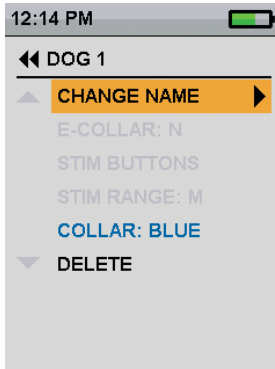 12:14 PM
DOG 1
CHANGE NAME
E-COLLAR: N
STIM BUTTONS
STIM RANGE: M
COLLAR: BLUE
DELETE